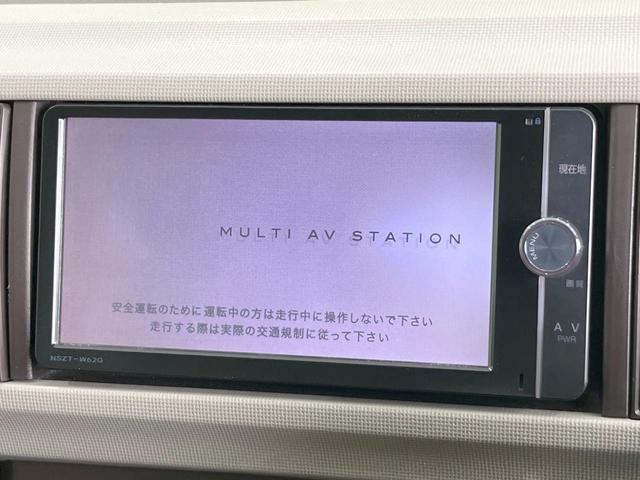 現在地
MULTI AV STATION
MENU
画質
安全運転のために運転中の方は走行中に操作しないで下さい
走行する際は実際の交通規制に従って下さい
AV
PWR
NSZT-W62G